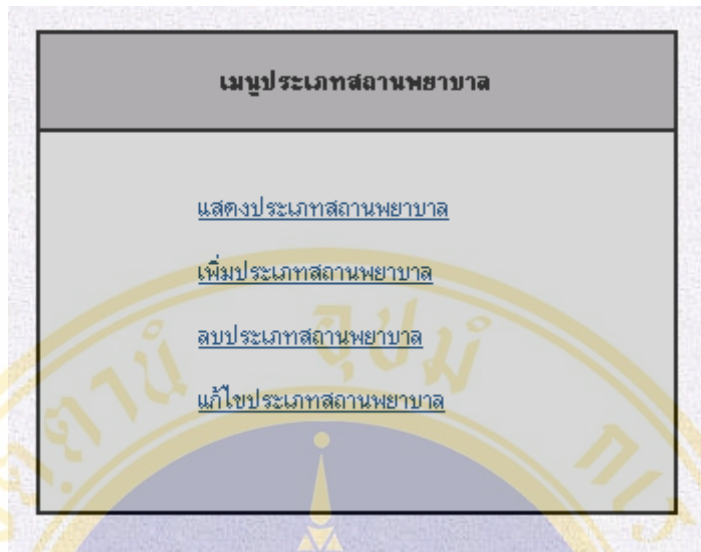 เมนูประเภทสถานพยาบาล
แสดงประเภทสถานพยาบาล
เพิ่มประเภทสถานพยาบาล
ลบประเภทสถานพยาบาล
แก้ไขประเภทสถานพยาบาล